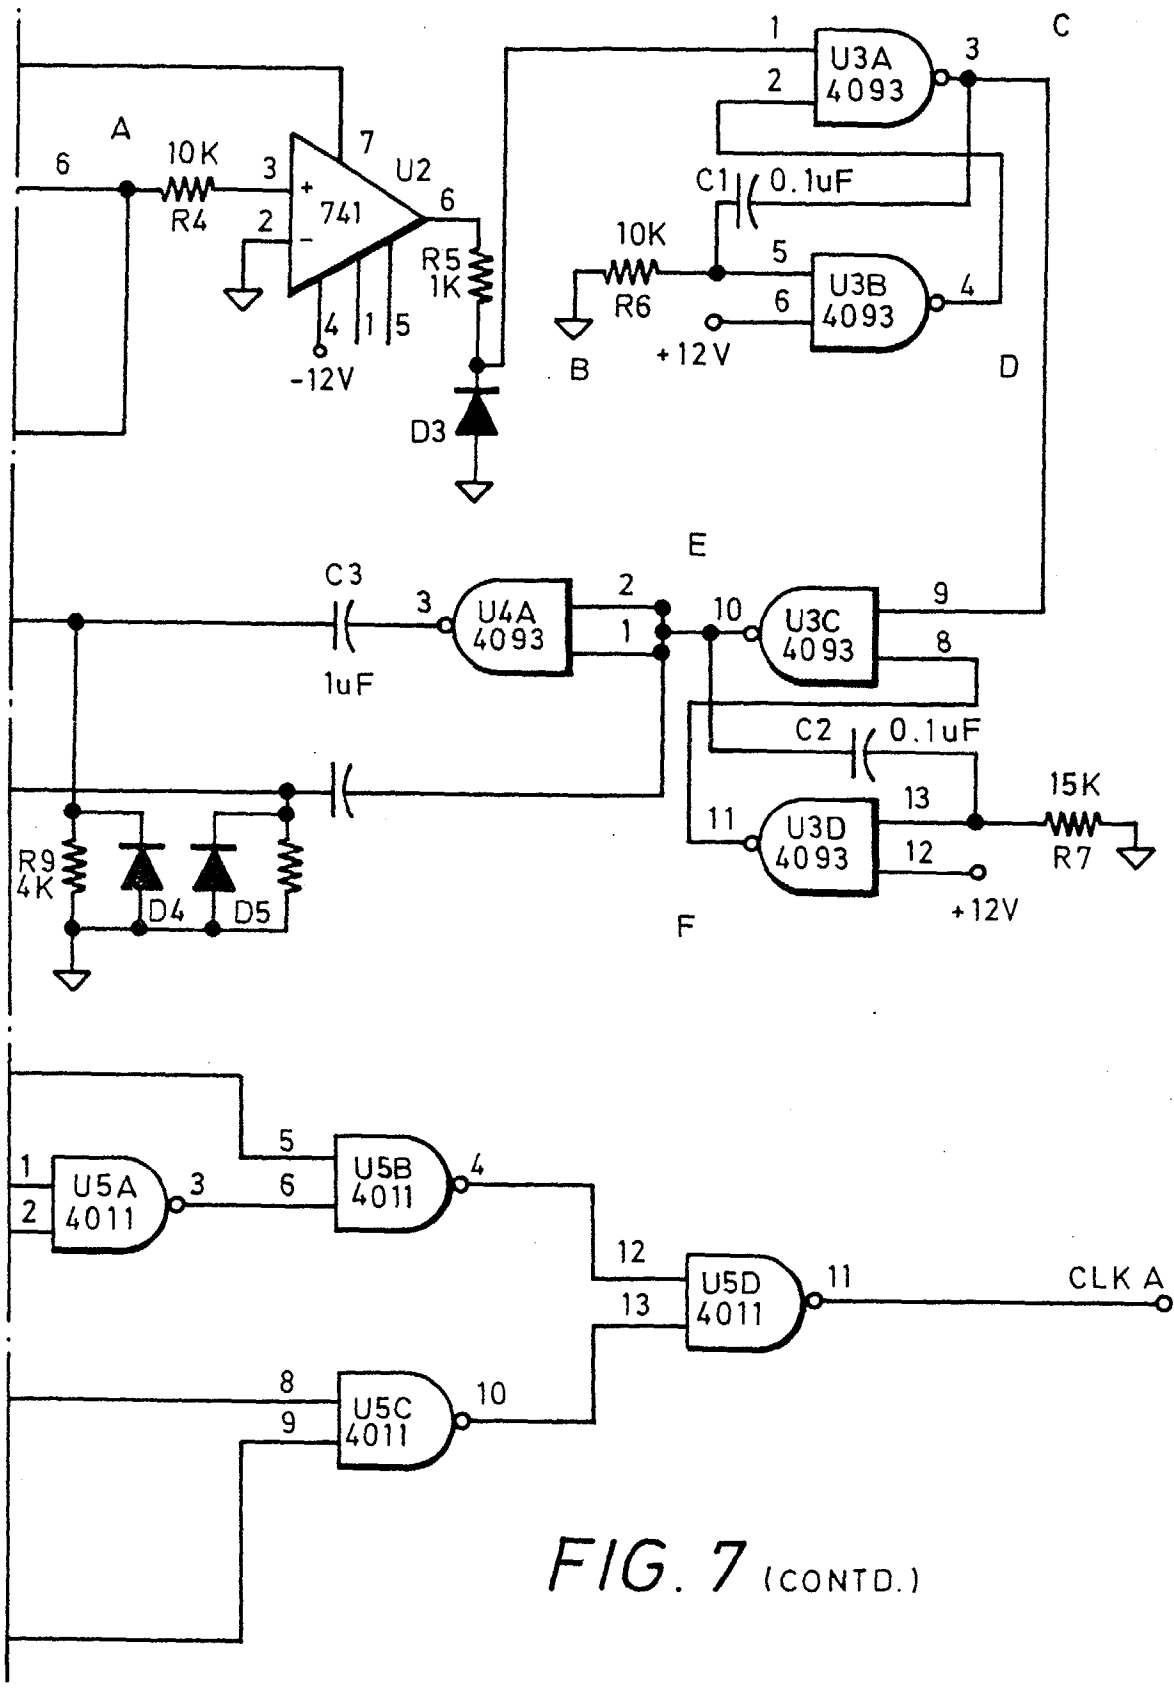 C
1
U3A
4093
3
2
A
7
10K
6
3
U2
+
741
R4
2
-
6
C1
0.1uF
10K
R5
1K
5
U3B
4093
4
R6
6
4
1
5
+12V
-12V
B
D
D3
E
C3
2
10
9
3
U4A
4093
U3C
4093
1
8
1uF
C2
0.1uF
15K
13
11
U3D
4093
R9
4K
12
R7
D4
D5
+12V
F
5
U5B
4011
4
1
U5A
4011
3
6
2
12
U5D
4011
11
CLK A
13
8
U5C
4011
10
9
FIG. 7 (CONTD.)